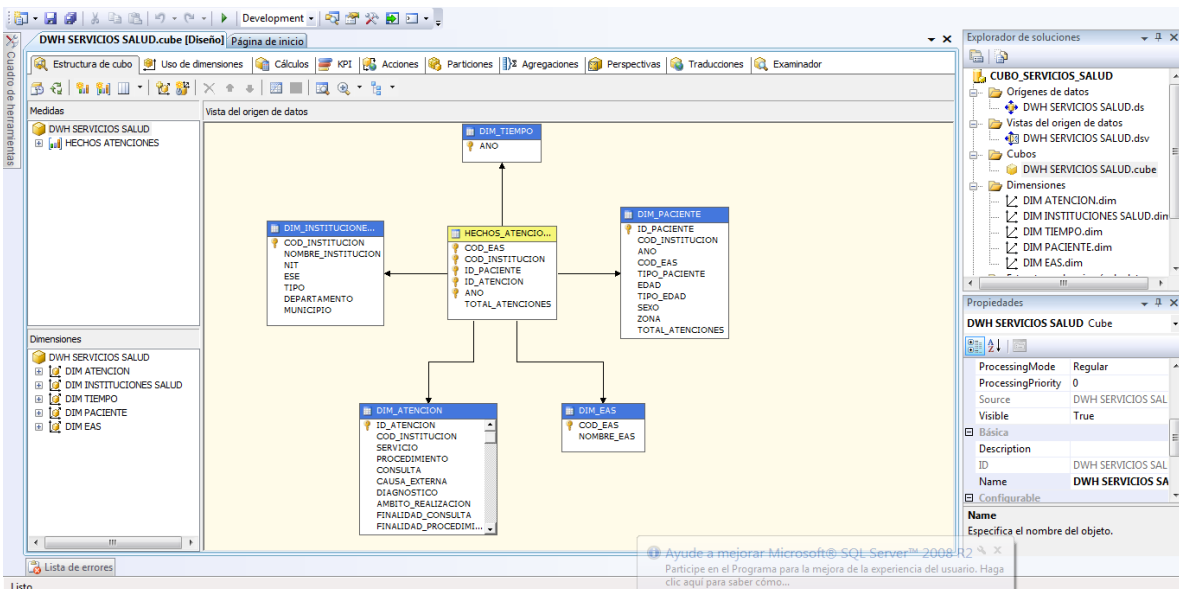 Development
DWH SERVICIOS SALUD.cube [Diseño]
Página de inicio
Cuadro de herramientas
Estructura de cubo
Uso de dimensiones
Cálculos
KPI
Acciones
Particiones
Agregaciones
Perspectivas
Traducciones
Examinador
Medidas
DWH SERVICIOS SALUD
HECHOS ATENCIONES
Dimensiones
DWH SERVICIOS SALUD
DIM ATENCION
DIM INSTITUCIONES SALUD
DIM TIEMPO
DIM PACIENTE
DIM EAS
Vista del origen de datos
DIM_TIEMPO
ANO
DIM_INSTITUCIONE...
COD_INSTITUCION
NOMBRE_INSTITUCION
NIT
ESE
TIPO
DEPARTAMENTO
MUNICIPIO
HECHOS_ATENCIO...
COD_EAS
COD_INSTITUCION
ID_PACIENTE
ID_ATENCION
ANO
TOTAL_ATENCIONES
DIM_PACIENTE
ID_PACIENTE
COD_INSTITUCION
ANO
COD_EAS
TIPO_PACIENTE
EDAD
TIPO_EDAD
SEXO
ZONA
TOTAL_ATENCIONES
DIM_ATENCION
ID_ATENCION
COD_INSTITUCION
SERVICIO
PROCEDIMIENTO
CONSULTA
CAUSA_EXTERNA
DIAGNOSTICO
AMBITO_REALIZACION
FINALIDAD_CONSULTA
FINALIDAD_PROCEDIMI...
DIM_EAS
COD_EAS
NOMBRE_EAS
Explorador de soluciones
CUBO_SERVICIOS_SALUD
Orígenes de datos
DWH SERVICIOS SALUD.ds
Vistas del origen de datos
DWH SERVICIOS SALUD.dsv
Cubos
DWH SERVICIOS SALUD.cube
Dimensiones
DIM ATENCION.dim
DIM INSTITUCIONES SALUD.dim
DIM TIEMPO.dim
DIM PACIENTE.dim
DIM EAS.dim
Propiedades
DWH SERVICIOS SALUD Cube
ProcessingMode Regular
ProcessingPriority 0
Source DWH SERVICIOS SAL
Visible True
Básica
Description
ID DWH SERVICIOS SAL
Name DWH SERVICIOS SA
Configurable
Name
Especifica el nombre del objeto.
Ayude a mejorar Microsoft® SQL Server™ 2008 R2
Participe en el Programa para la mejora de la experiencia del usuario. Haga
clic aquí para saber cómo...
Lista de errores
Listo